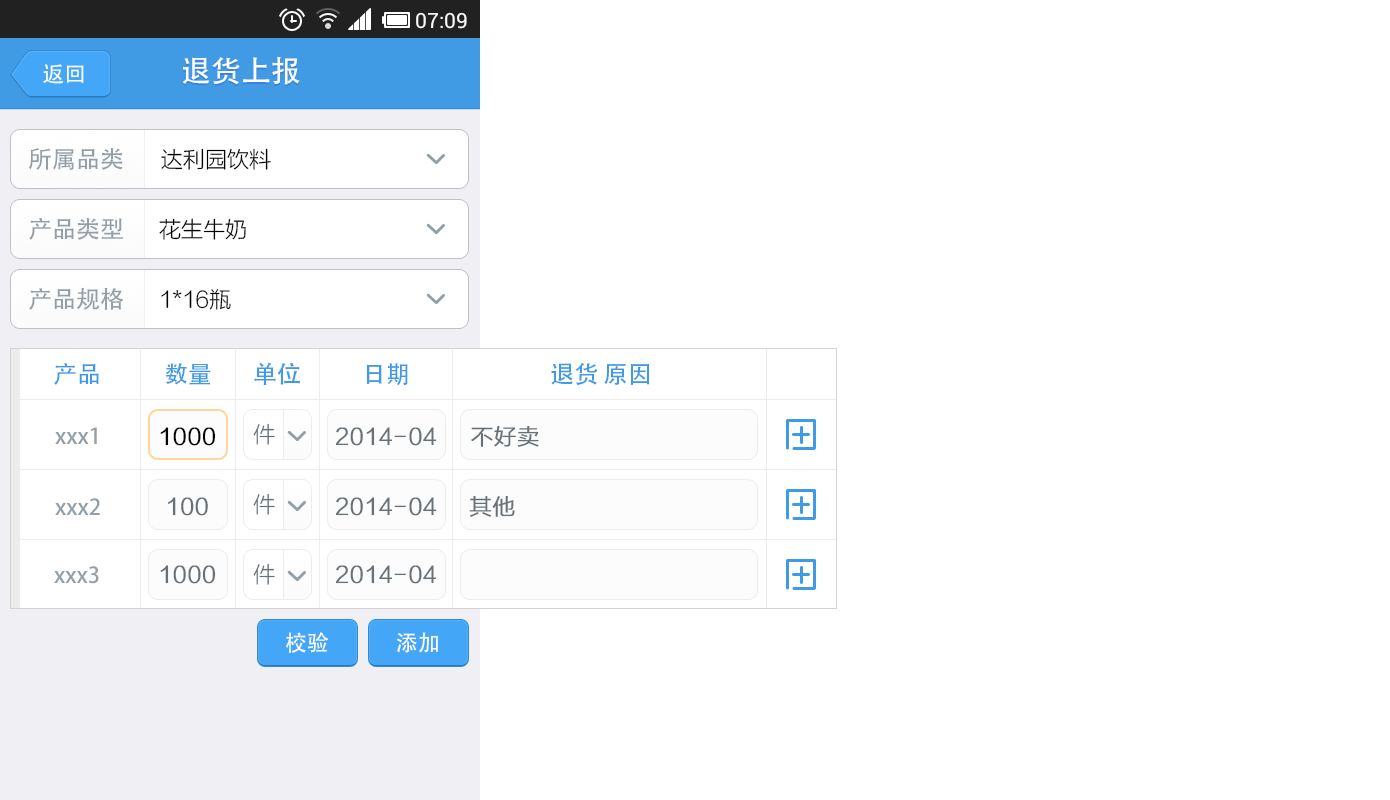 07:09
返回 退货上报
所属品类 达利园饮料
产品类型 花生牛奶
产品规格 1*16瓶
产品 数量 单位 日期 退货 原因
xxx1 1000 件 2014-04 不好卖
xxx2 100 件 2014-04 其他
xxx3 1000 件 2014-04
校验 添加